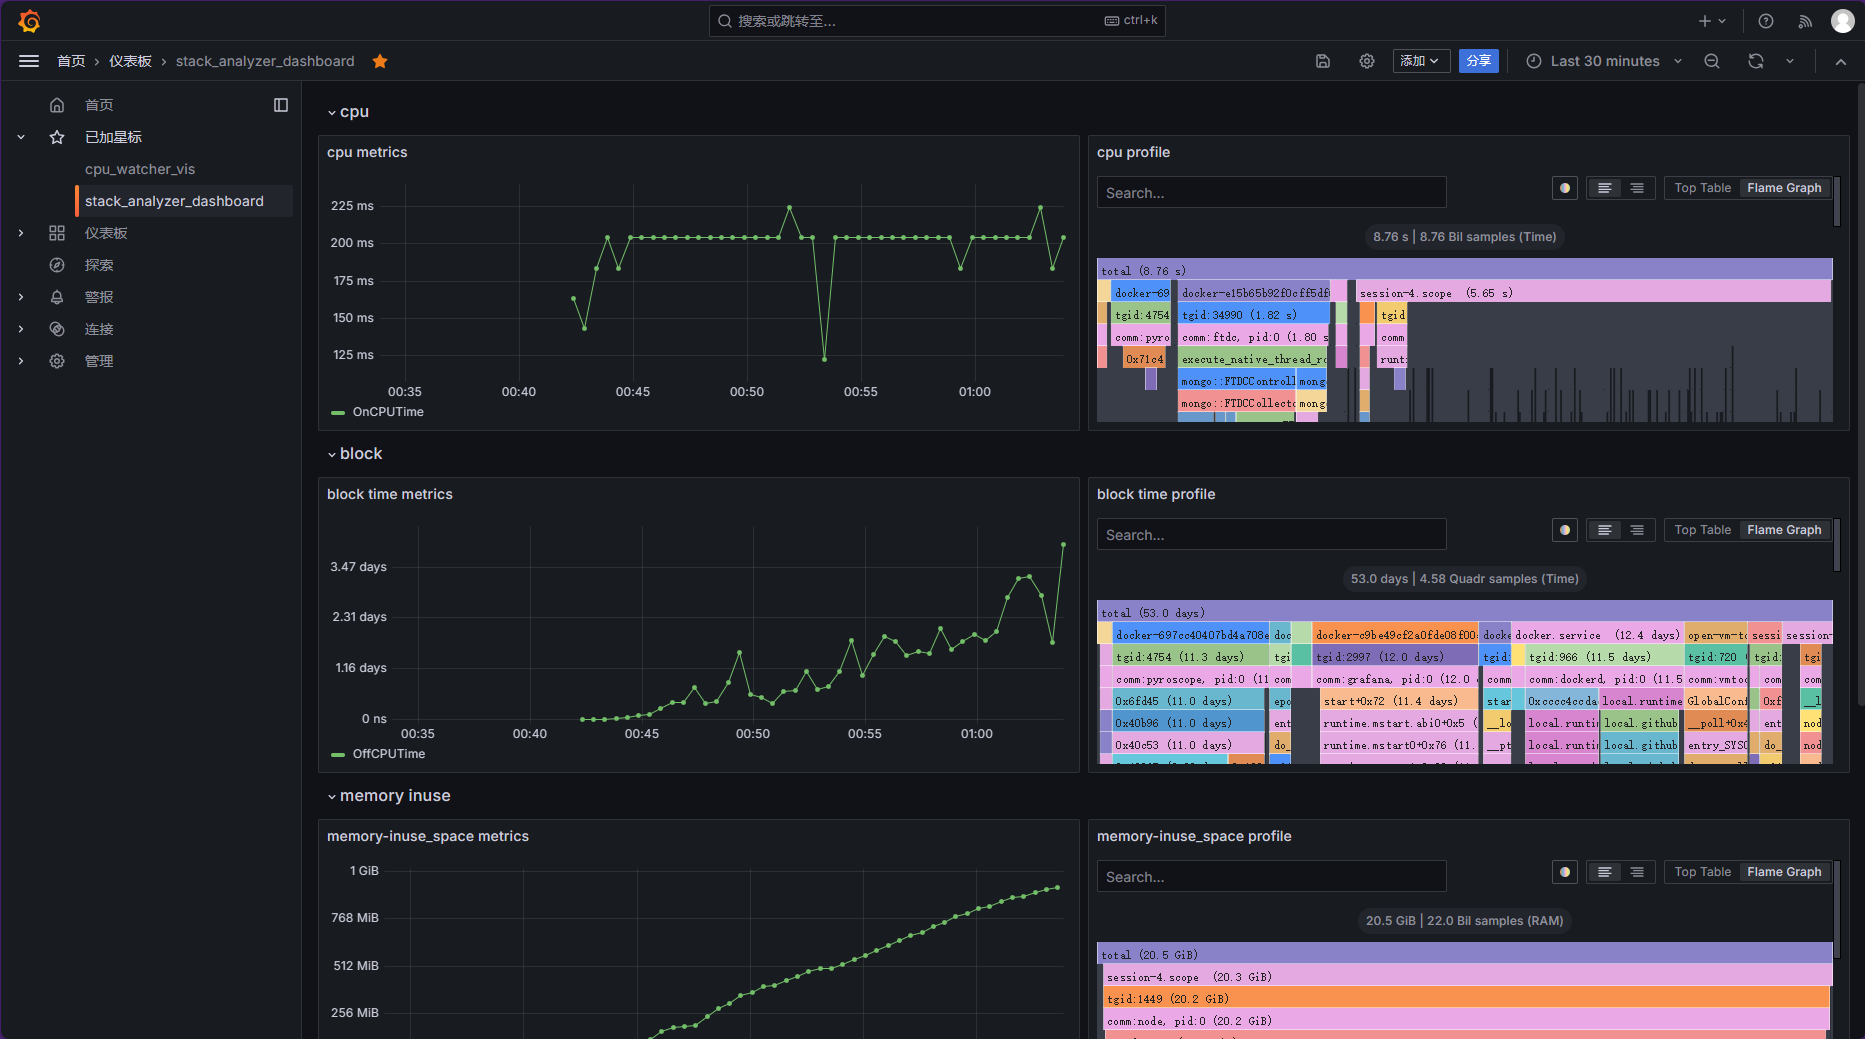 搜索或跳转至...
ctrl+k
首页 › 仪表板 › stack_analyzer_dashboard
添加
分享
Last 30 minutes
首页
已加星标
cpu_watcher_vis
stack_analyzer_dashboard
仪表板
探索
警报
连接
管理
cpu
cpu metrics
225 ms
200 ms
175 ms
150 ms
125 ms
00:35 00:40 00:45 00:50 00:55 01:00
OnCPUTime
cpu profile
Search...
Top Table Flame Graph
8.76 s | 8.76 Bil samples (Time)
total (8.76 s)
docker-69 docker-e15b65b92f0cff5df session-4.scope (5.65 s)
tgid:4754 tgid:34990 (1.82 s) tgid
comm:pyro comm:ftdc, pid:0 (1.80 s comm
0x71c4 execute_native_thread_ro runt
mongo::FTDCControll mong
mongo::FTDCCollecto mong
block
block time metrics
3.47 days
2.31 days
1.16 days
0 ns
00:35 00:40 00:45 00:50 00:55 01:00
OffCPUTime
block time profile
Search...
Top Table Flame Graph
53.0 days | 4.58 Quadr samples (Time)
total (53.0 days)
docker-697cc40407bd4a708e doc docker-c9be49cf2a0fde08f00 docke docker.service (12.4 days) open-vm-to sessi session-
tgid:4754 (11.3 days) tgi tgid:2997 (12.0 days) tgid: tgid:966 (11.5 days) tgid:720 tgid: tgi
comm:pyroscope, pid:0 (11 com comm:grafana, pid:0 (12.0 comm comm:dockerd, pid:0 (11.5 comm:vmtoo com com
0x6fd45 (11.0 days) epo start+0x72 (11.4 days) star 0xcccc4ccda local.runtime GlobalConf 0xf __l
0x40b96 (11.0 days) ent runtime.mstart.abi0+0x5 ( __lo local.runti local.github __poll+0x4 ent nod
0x40c53 (11.0 days) do_ runtime.mstart0+0x76 (11. __pt local.runti local.github entry_SYSC do_ nod
memory inuse
memory-inuse_space metrics
1 GiB
768 MiB
512 MiB
256 MiB
memory-inuse_space profile
Search...
Top Table Flame Graph
20.5 GiB | 22.0 Bil samples (RAM)
total (20.5 GiB)
session-4.scope (20.3 GiB)
tgid:1449 (20.2 GiB)
comm:node, pid:0 (20.2 GiB)